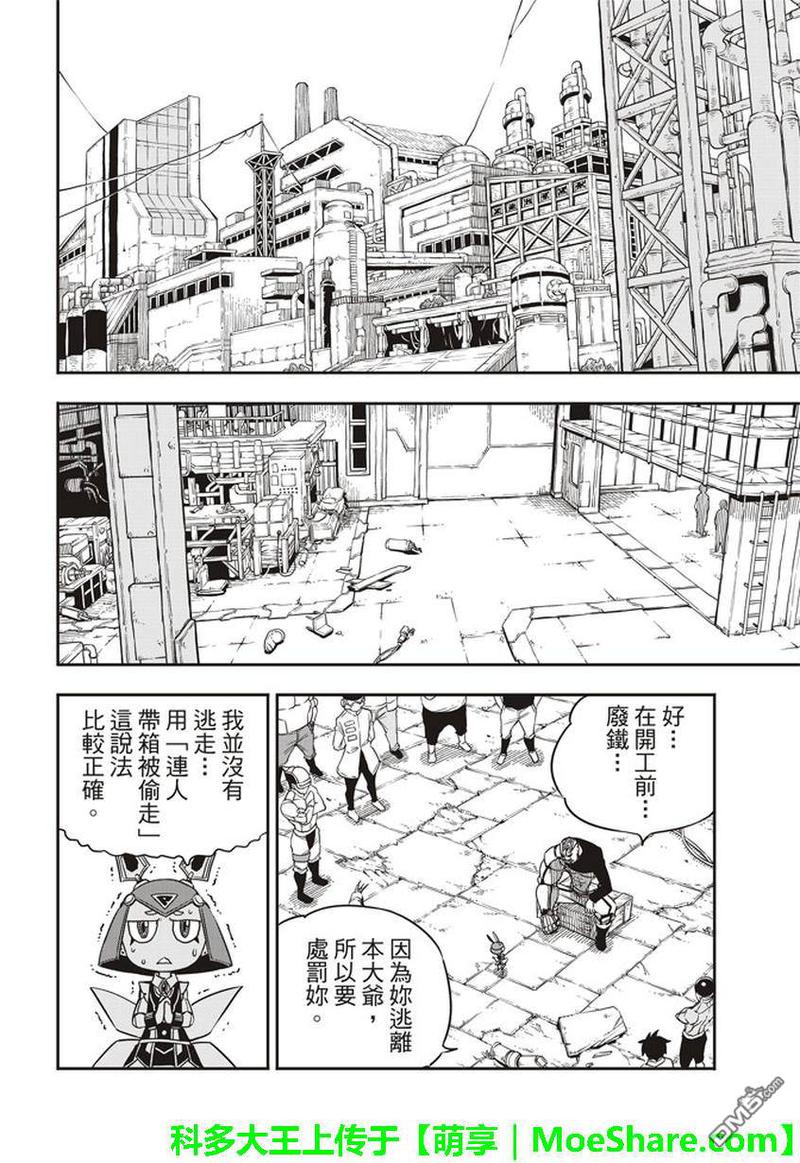 好…
在開工前…
廢鐵…
因為妳逃離
本大爺，
所以要
處罰妳。
我並沒有
逃走…
用「連人
帶箱被偷走」
這說法
比較正確。
DM5.com
科多大王上传于【萌享｜MoeShare.com】